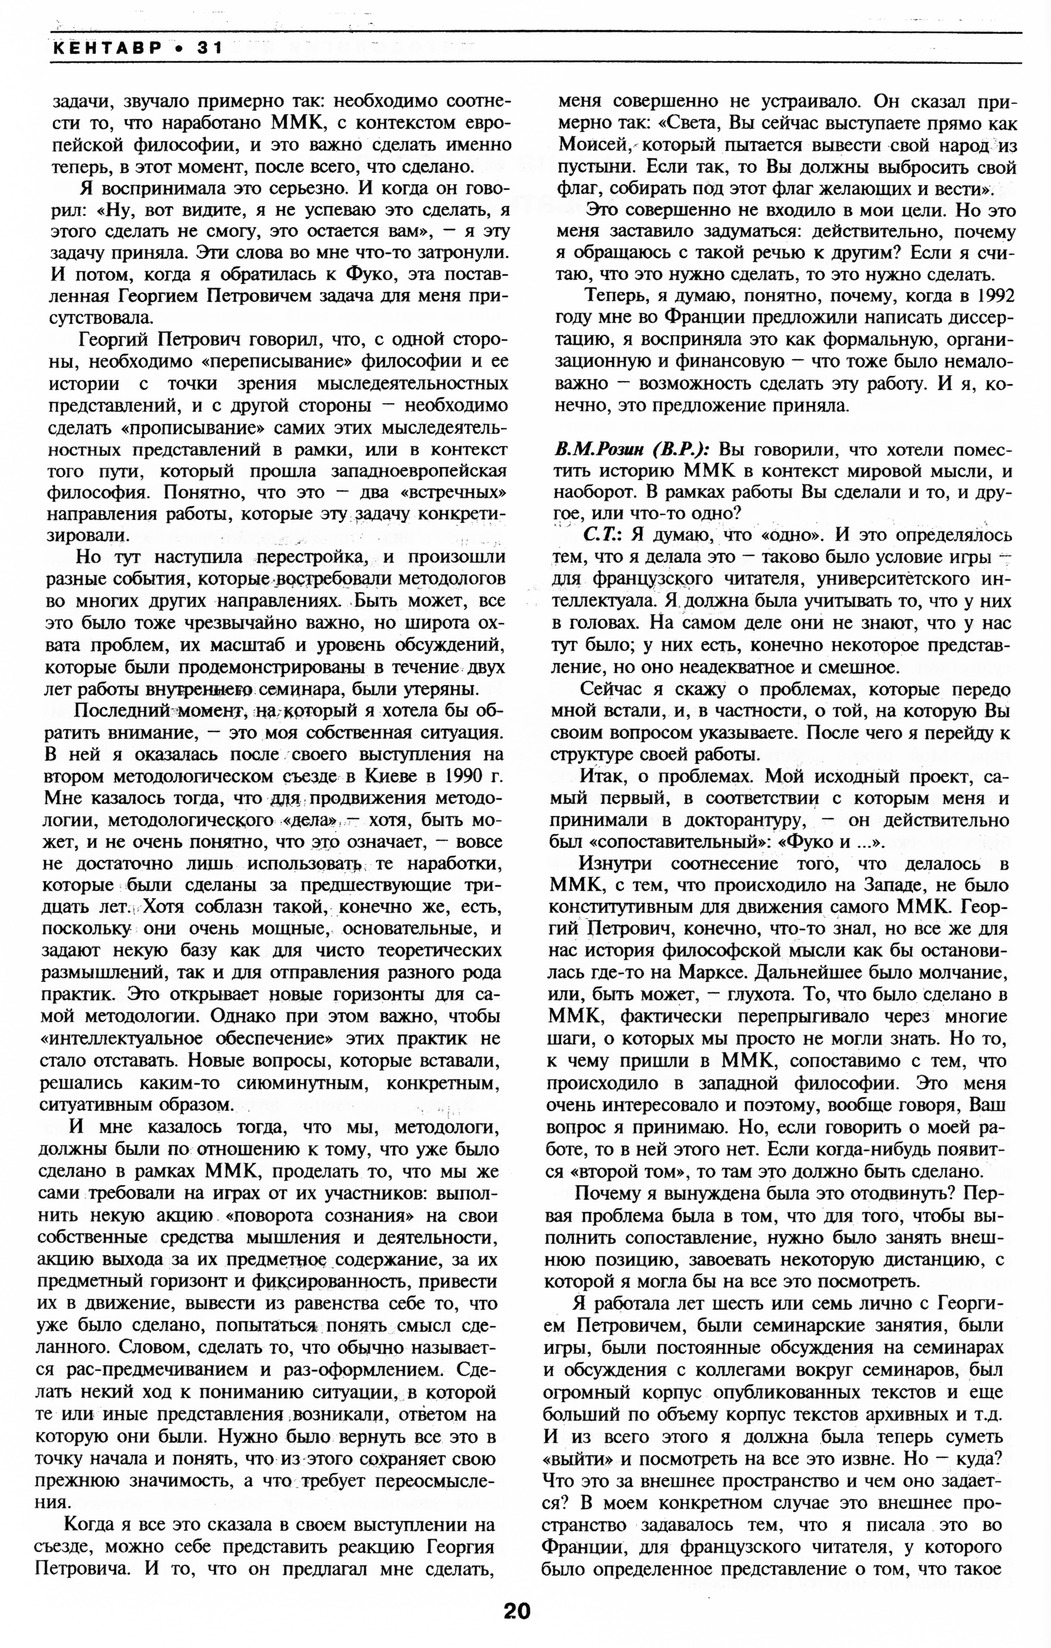 КЕНТАВР • 31
задачи, звучало примерно так: необходимо соотне-
сти то, что наработано ММК, с контекстом евро-
пейской философии, и это важно сделать именно
теперь, в этот момент, после всего, что сделано.
Я воспринимала это серьезно. И когда он гово-
рил: «Ну, вот видите, я не успеваю это сделать, я
этого сделать не смогу, это остается вам», – я эту
задачу приняла. Эти слова во мне что-то затронули.
И потом, когда я обратилась к Фуко, эта постав-
ленная Георгием Петровичем задача для меня при-
сутствовала.
Георгий Петрович говорил, что, с одной сторо-
ны, необходимо «переписывание» философии и ее
истории с точки зрения мыследеятельностных
представлений, и с другой стороны – необходимо
сделать «прописывание» самих этих мыследеятель-
ностных представлений в рамки, или в контекст
того пути, который прошла западноевропейская
философия. Понятно, что это – два «встречных»
направления работы, которые эту задачу конкрети-
зировали.
Но тут наступила перестройка, и произошли
разные события, которые востребовали методологов
во многих других направлениях. Быть может, все
это было тоже чрезвычайно важно, но широта ох-
вата проблем, их масштаб и уровень обсуждений,
которые были продемонстрированы в течение двух
лет работы внутреннего семинара, были утеряны.
Последний момент, на который я хотела бы об-
ратить внимание, – это моя собственная ситуация.
В ней я оказалась после своего выступления на
втором методологическом съезде в Киеве в 1990 г.
Мне казалось тогда, что для продвижения методо-
логии, методологического «дела», – хотя, быть мо-
жет, и не очень понятно, что это означает, – вовсе
не достаточно лишь использовать те наработки,
которые были сделаны за предшествующие три-
дцать лет. Хотя соблазн такой, конечно же, есть,
поскольку они очень мощные, основательные, и
задают некую базу как для чисто теоретических
размышлений, так и для отправления разного рода
практик. Это открывает новые горизонты для са-
мой методологии. Однако при этом важно, чтобы
«интеллектуальное обеспечение» этих практик не
стало отставать. Новые вопросы, которые вставали,
решались каким-то сиюминутным, конкретным,
ситуативным образом.
И мне казалось тогда, что мы, методологи,
должны были по отношению к тому, что уже было
сделано в рамках ММК, проделать то, что мы же
сами требовали на играх от их участников: выпол-
нить некую акцию «поворота сознания» на свои
собственные средства мышления и деятельности,
акцию выхода за их предметное содержание, за их
предметный горизонт и фиксированность, привести
их в движение, вывести из равенства себе то, что
уже было сделано, попытаться понять смысл сде-
ланного. Словом, сделать то, что обычно называет-
ся рас-предмечиванием и раз-оформлением. Сде-
лать некий ход к пониманию ситуации, в которой
те или иные представления возникали, ответом на
которую они были. Нужно было вернуть все это в
точку начала и понять, что из этого сохраняет свою
прежнюю значимость, а что требует переосмысле-
ния.
Когда я все это сказала в своем выступлении на
съезде, можно себе представить реакцию Георгия
Петровича. И то, что он предлагал мне сделать,
меня совершенно не устраивало. Он сказал при-
мерно так: «Света, Вы сейчас выступаете прямо как
Моисей, который пытается вывести свой народ из
пустыни. Если так, то Вы должны выбросить свой
флаг, собирать под этот флаг желающих и вести».
Это совершенно не входило в мои цели. Но это
меня заставило задуматься: действительно, почему
я обращаюсь с такой речью к другим? Если я счи-
таю, что это нужно сделать, то это нужно сделать.
Теперь, я думаю, понятно, почему, когда в 1992
году мне во Франции предложили написать диссер-
тацию, я восприняла это как формальную, органи-
зационную и финансовую – что тоже было немало-
важно – возможность сделать эту работу. И я, ко-
нечно, это предложение приняла.
В.М.Розин (В.Р.): Вы говорили, что хотели помес-
тить историю ММК в контекст мировой мысли, и
наоборот. В рамках работы Вы сделали и то, и дру-
гое, или что-то одно?
С.Т.: Я думаю, что «одно». И это определялось
тем, что я делала это – таково было условие игры –
для французского читателя, университетского ин-
теллектуала. Я должна была учитывать то, что у них
в головах. На самом деле они не знают, что у нас
тут было; у них есть, конечно некоторое представ-
ление, но оно неадекватное и смешное.
Сейчас я скажу о проблемах, которые передо
мной встали, и, в частности, о той, на которую Вы
своим вопросом указываете. После чего я перейду к
структуре своей работы.
Итак, о проблемах. Мой исходный проект, са-
мый первый, в соответствии с которым меня и
принимали в докторантуру, – он действительно
был «сопоставительный»: «Фуко и ...».
Изнутри соотнесение того, что делалось в
ММК, с тем, что происходило на Западе, не было
конститутивным для движения самого ММК. Геор-
гий Петрович, конечно, что-то знал, но все же для
нас история философской мысли как бы останови-
лась где-то на Марксе. Дальнейшее было молчание,
или, быть может, – глухота. То, что было сделано в
ММК, фактически перепрыгивало через многие
шаги, о которых мы просто не могли знать. Но то,
к чему пришли в ММК, сопоставимо с тем, что
происходило в западной философии. Это меня
очень интересовало и поэтому, вообще говоря, Ваш
вопрос я принимаю. Но, если говорить о моей ра-
боте, то в ней этого нет. Если когда-нибудь появит-
ся «второй том», то там это должно быть сделано.
Почему я вынуждена была это отодвинуть? Пер-
вая проблема была в том, что для того, чтобы вы-
полнить сопоставление, нужно было занять внеш-
нюю позицию, завоевать некоторую дистанцию, с
которой я могла бы на все это посмотреть.
Я работала лет шесть или семь лично с Георги-
ем Петровичем, были семинарские занятия, были
игры, были постоянные обсуждения на семинарах
и обсуждения с коллегами вокруг семинаров, был
огромный корпус опубликованных текстов и еще
больший по объему корпус текстов архивных и т.д.
И из всего этого я должна была теперь суметь
«выйти» и посмотреть на все это извне. Но – куда?
Что это за внешнее пространство и чем оно задает-
ся? В моем конкретном случае это внешнее про-
странство задавалось тем, что я писала это во
Франции, для французского читателя, у которого
было определенное представление о том, что такое
20